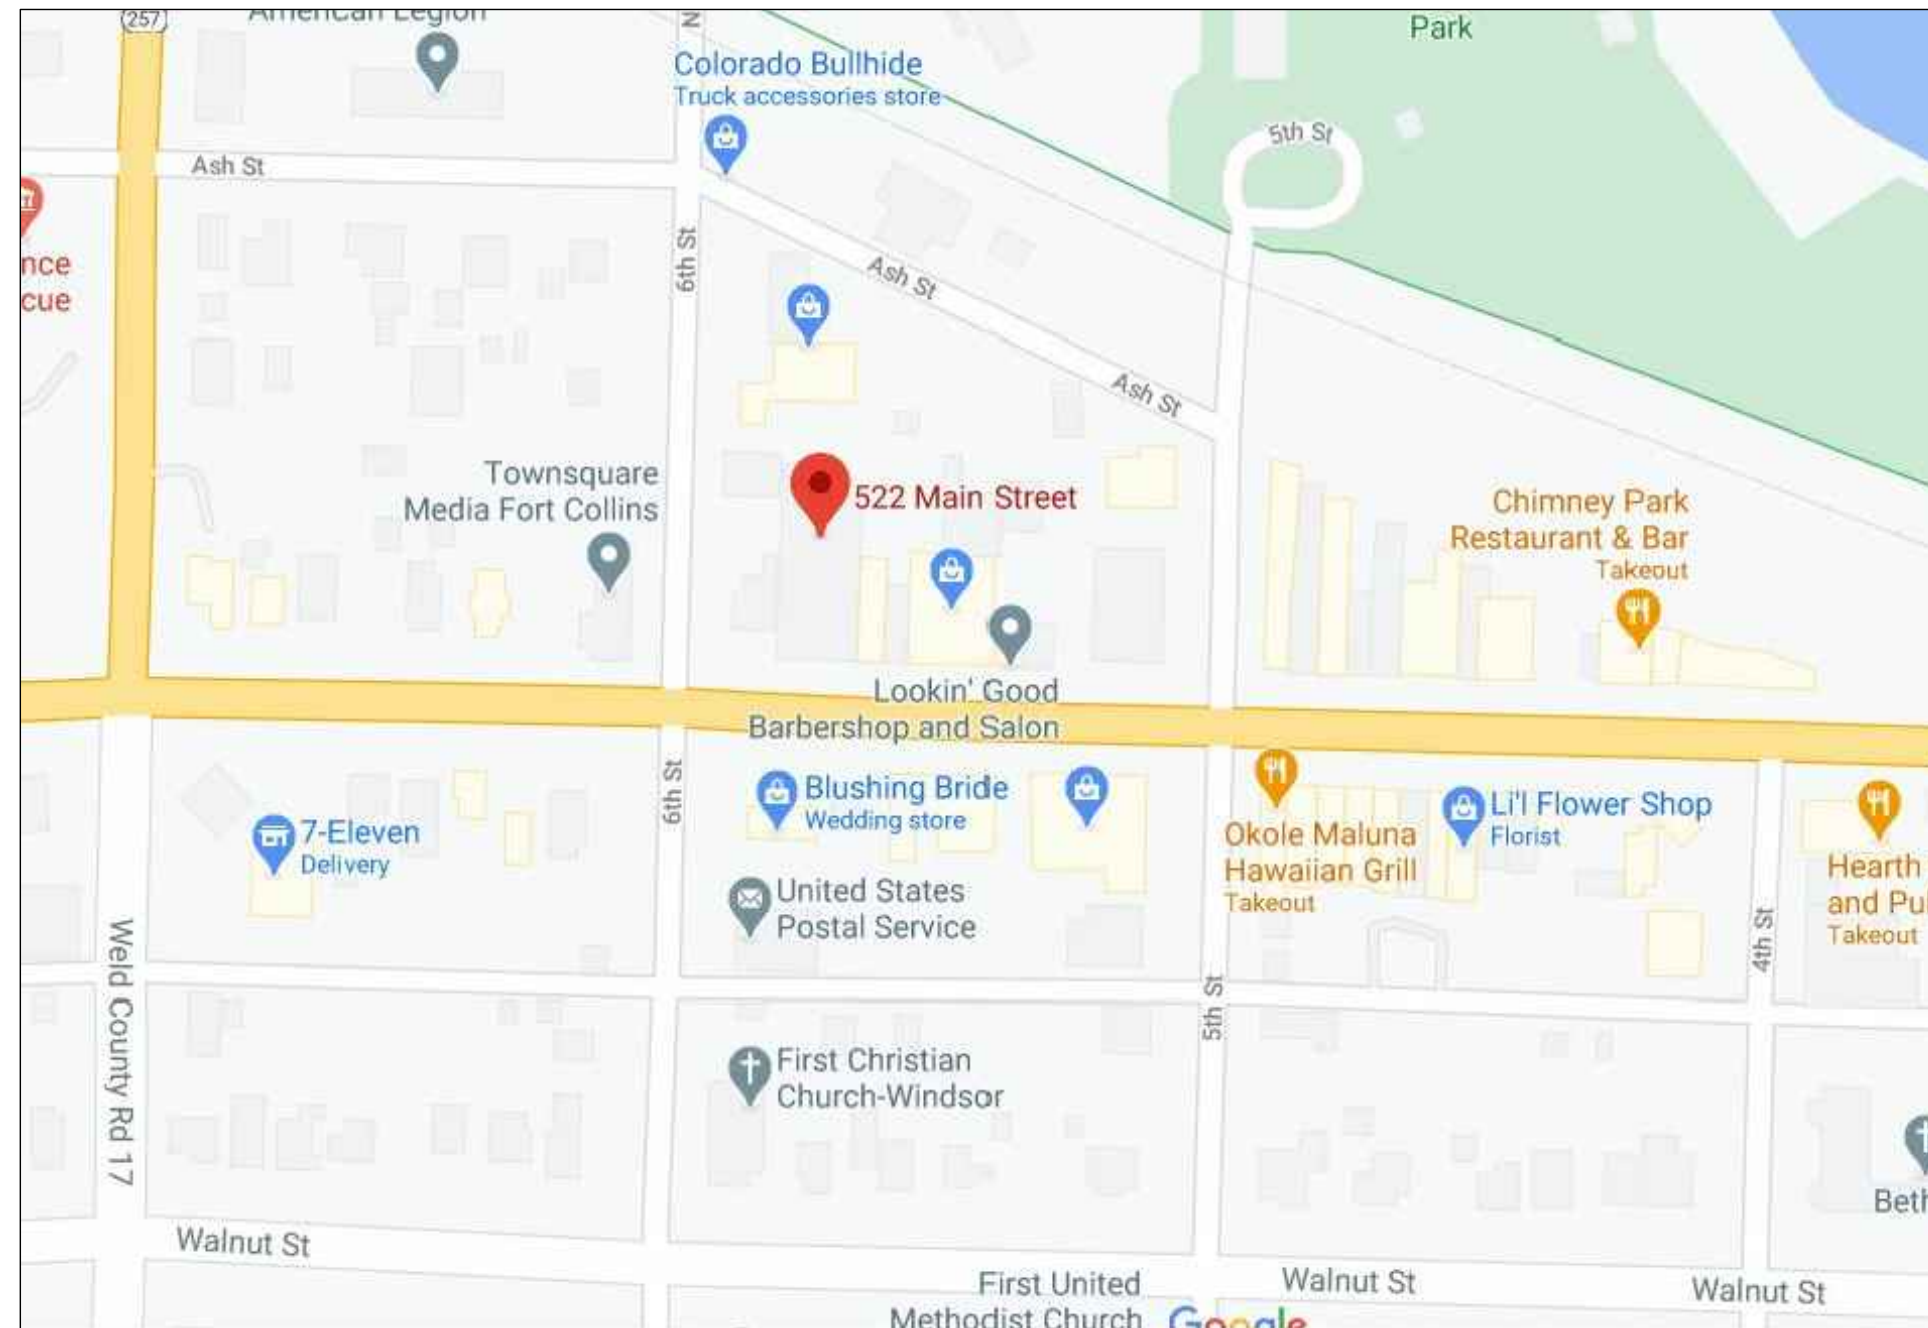 257
American Legion
N
Park
Colorado Bullhide
Truck accessories store
5th St
Ash St
6th St
Ash St
nce
cue
Ash St
Townsquare
Media Fort Collins
522 Main Street
Chimney Park
Restaurant & Bar
Takeout
Lookin' Good
Barbershop and Salon
6th St
Blushing Bride
Wedding store
7-Eleven
Delivery
Okole Maluna
Hawaiian Grill
Takeout
Li'l Flower Shop
Florist
Hearth
and Pu
Takeout
United States
Postal Service
4th St
Weld County Rd 17
5th St
First Christian
Church-Windsor
Beth
Walnut St
First United
Methodist Church
Google
Walnut St
Walnut St